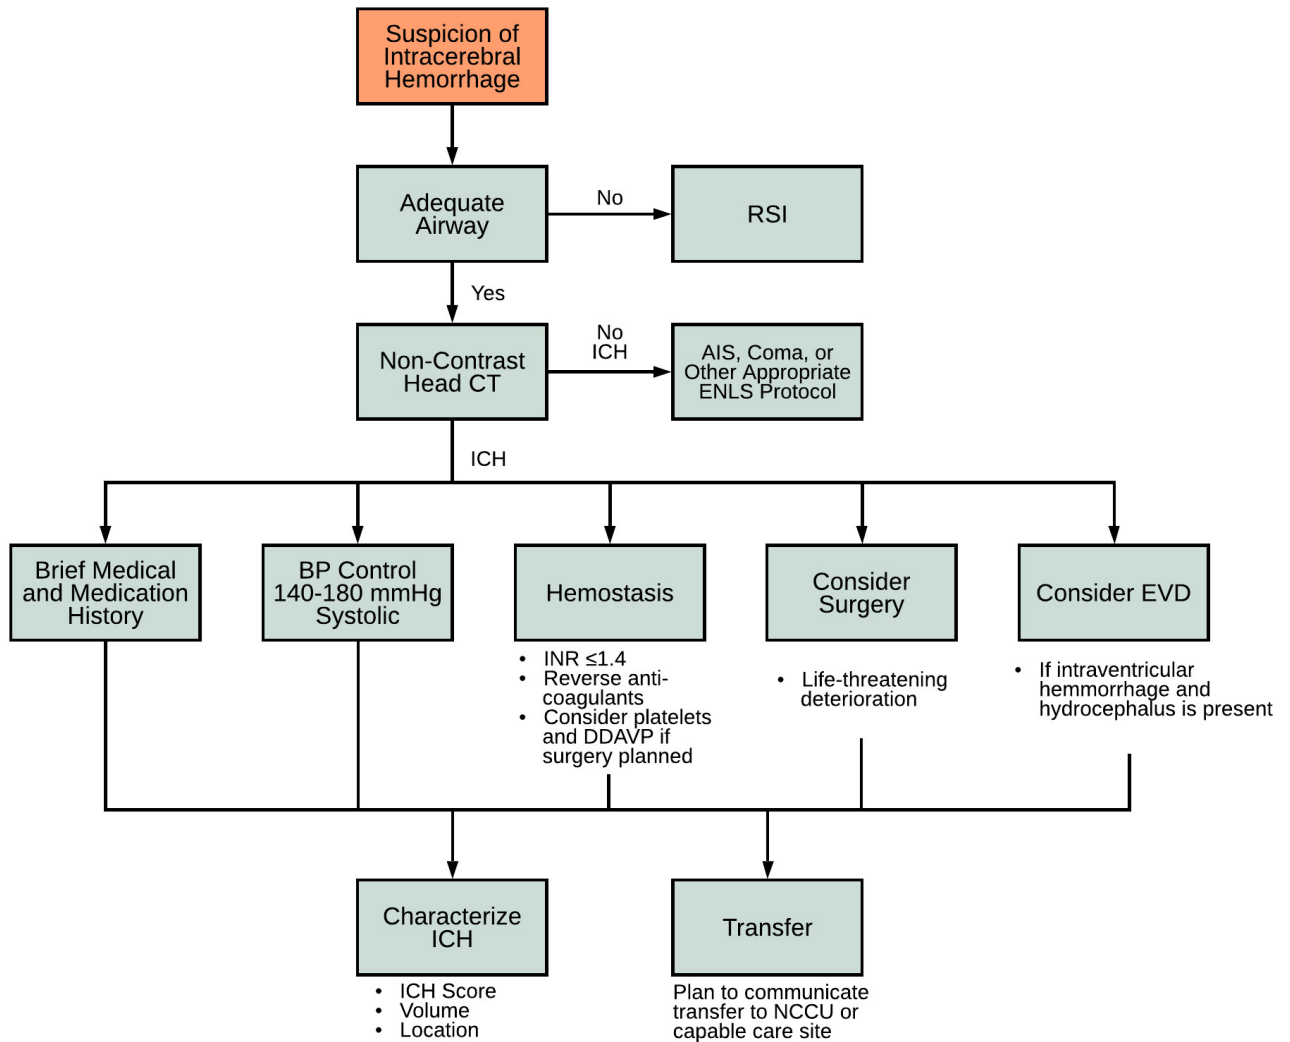 Suspicion of
Intracerebral
Hemorrhage
Adequate
Airway
No
RSI
Yes
Non-Contrast
Head CT
No
ICH
AIS, Coma, or
Other Appropriate
ENLS Protocol
ICH
Brief Medical
and Medication
History
BP Control
140-180 mmHg
Systolic
Hemostasis
• INR ≤1.4
• Reverse anti-
coagulants
• Consider platelets
and DDAVP if
surgery planned
Consider
Surgery
• Life-threatening
deterioration
Consider EVD
• If intraventricular
hemmorrhage and
hydrocephalus is present
Characterize
ICH
• ICH Score
• Volume
• Location
Transfer
Plan to communicate
transfer to NCCU or
capable care site